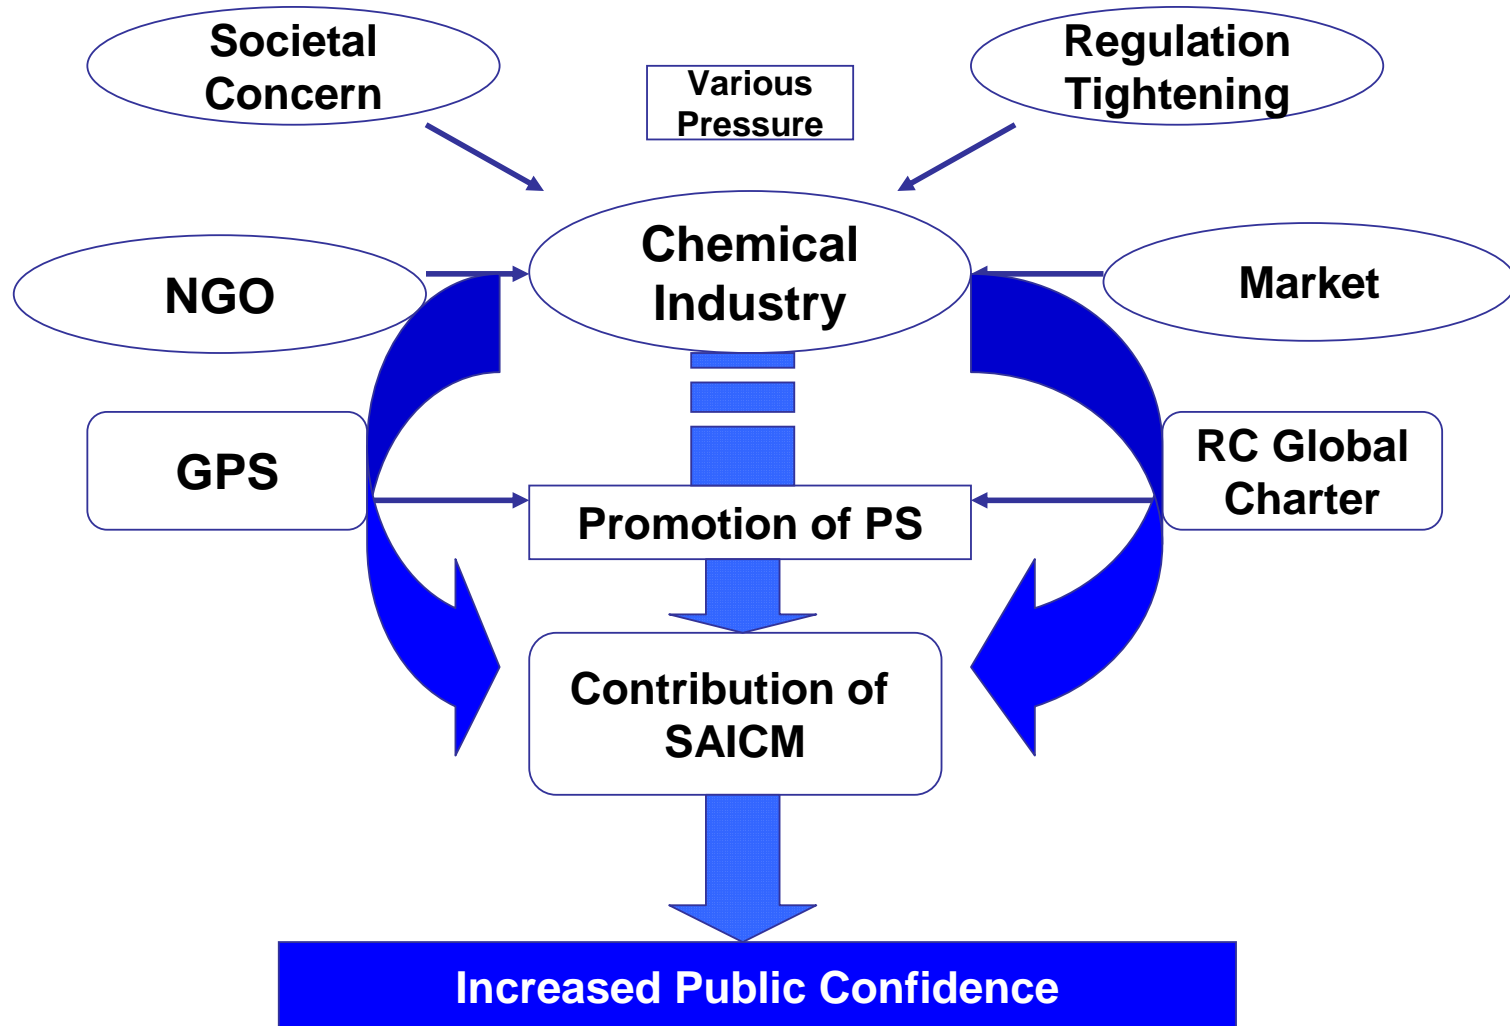 Societal
Concern
Various
Pressure
Regulation
Tightening
NGO
Chemical
Industry
Market
GPS
RC Global
Charter
Promotion of PS
Contribution of
SAICM
Increased Public Confidence